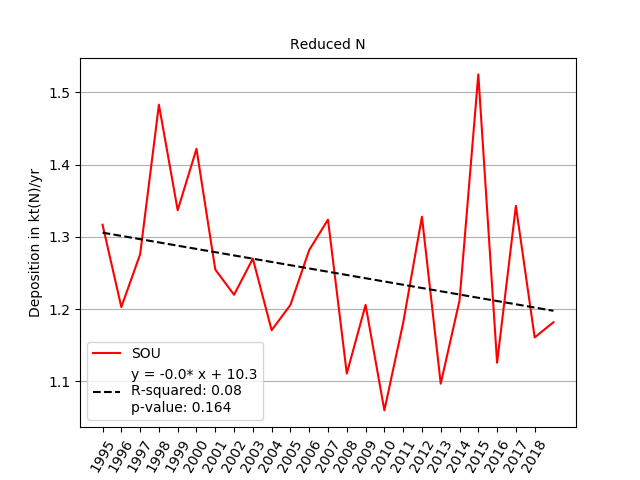 Reduced N
Deposition in kt(N)/yr
1.5
1.4
1.3
1.2
1.1
SOU
y = -0.0* x + 10.3
R-squared: 0.08
p-value: 0.164
1995 1996 1997 1998 1999 2000 2001 2002 2003 2004 2005 2006 2007 2008 2009 2010 2011 2012 2013 2014 2015 2016 2017 2018